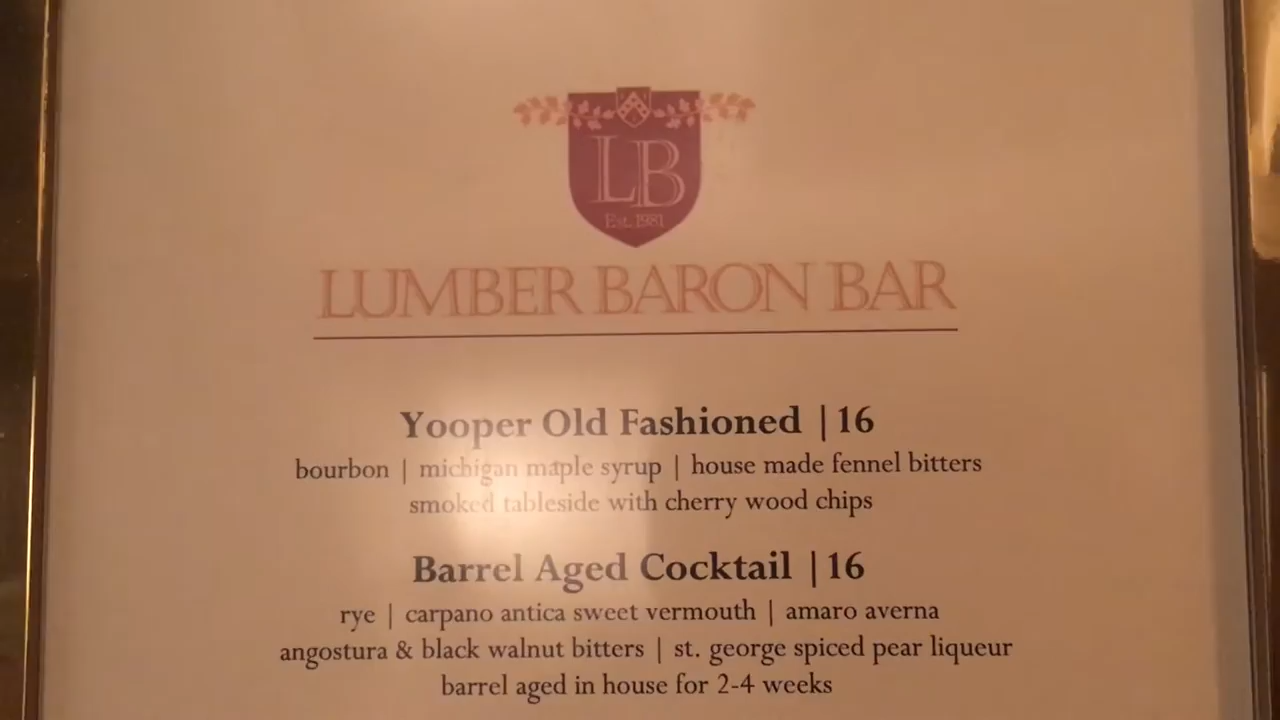 LB
Est. 1981
LUMBER BARON BAR
Yooper Old Fashioned | 16
bourbon | michigan maple syrup | house made fennel bitters
smoked tableside with cherry wood chips
Barrel Aged Cocktail | 16
rye | carpano antica sweet vermouth | amaro averna
angostura & black walnut bitters | st. george spiced pear liqueur
barrel aged in house for 2-4 weeks